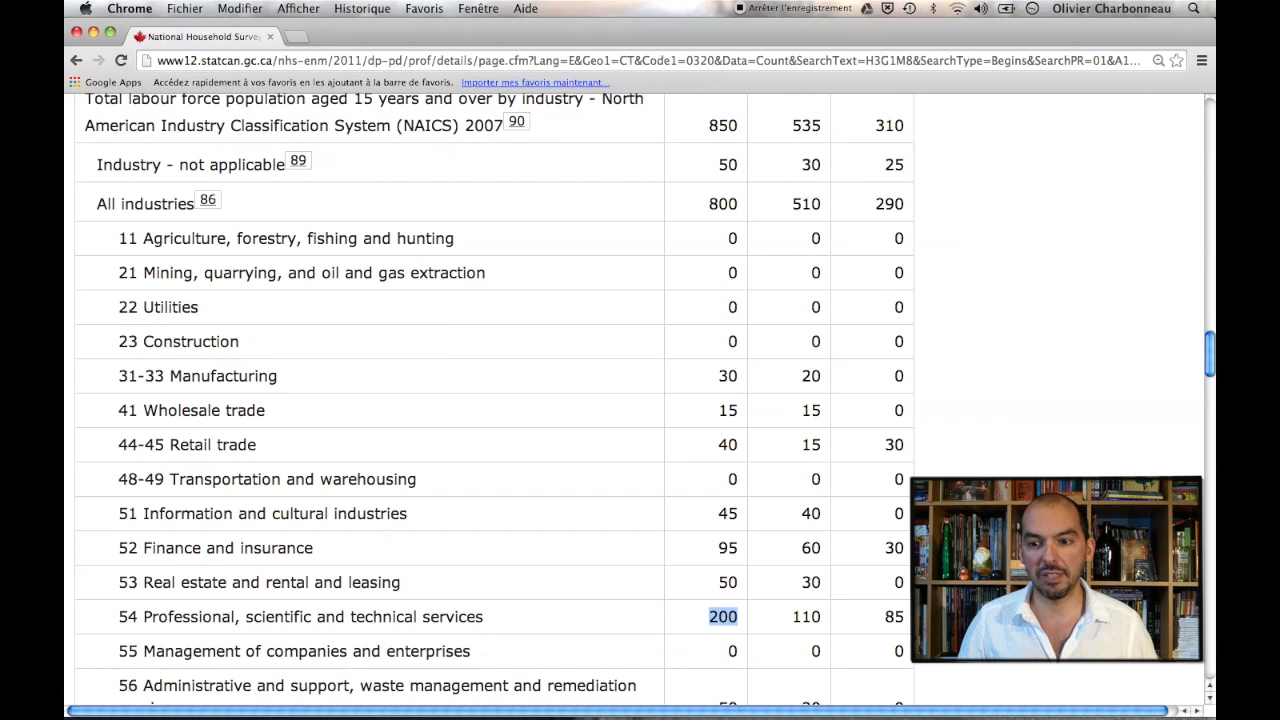 Chrome Fichier Modifier Afficher Historique Favoris Fenêtre Aide Arrêter l'enregistrement Olivier Charbonneau
National Household Surve
www12.statcan.gc.ca/nhs-enm/2011/dp-pd/prof/details/page.cfm?Lang=E&Geo1=CT&Code1=0320&Data=Count&SearchText=H3G1M8&SearchType=Begins&SearchPR=01&A1...
Google Apps Accédez rapidement à vos favoris en les ajoutant à la barre de favoris. Importer mes favoris maintenant...
Total labour force population aged 15 years and over by industry - North
American Industry Classification System (NAICS) 2007 90 850 535 310
Industry - not applicable 89 50 30 25
All industries 86 800 510 290
11 Agriculture, forestry, fishing and hunting 0 0 0
21 Mining, quarrying, and oil and gas extraction 0 0 0
22 Utilities 0 0 0
23 Construction 0 0 0
31-33 Manufacturing 30 20 0
41 Wholesale trade 15 15 0
44-45 Retail trade 40 15 30
48-49 Transportation and warehousing 0 0 0
51 Information and cultural industries 45 40 0
52 Finance and insurance 95 60 30
53 Real estate and rental and leasing 50 30 0
54 Professional, scientific and technical services 200 110 85
55 Management of companies and enterprises 0 0 0
56 Administrative and support, waste management and remediation